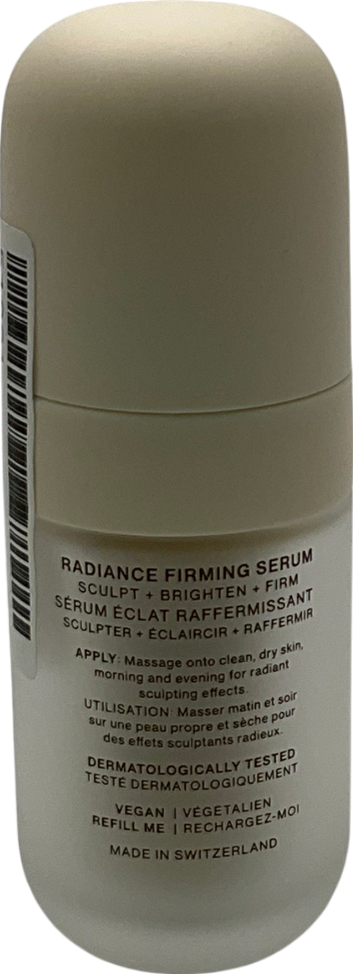 RADIANCE FIRMING SERUM
SCULPT + BRIGHTEN + FIRM
SÉRUM ÉCLAT RAFFERMISSANT
SCULPTER + ÉCLAIRCIR + RAFFERMIR
APPLY: Massage onto clean, dry skin,
morning and evening for radiant
sculpting effects.
UTILISATION: Masser matin et soir
sur une peau propre et sèche pour
des effets sculptants radieux.
DERMATOLOGICALLY TESTED
TESTÉ DERMATOLOGIQUEMENT
VEGAN | VÉGÉTALIEN
REFILL ME | RECHARGEZ-MOI
MADE IN SWITZERLAND